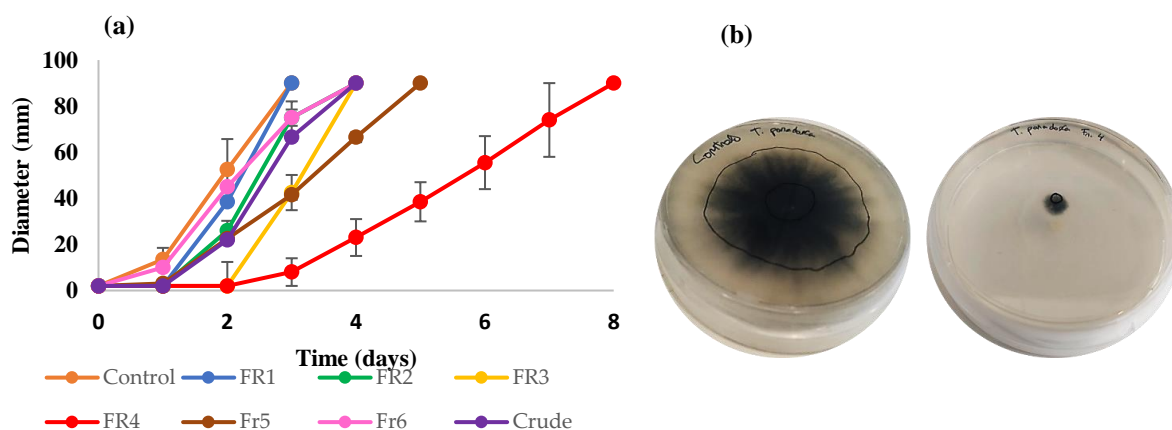 (a)
(b)
100
80
60
40
20
0
Diameter (mm)
0 2 4 6 8
Time (days)
Control FR1 FR2 FR3
FR4 Fr5 Fr6 Crude
Controlo T. paradoxa
T. paradoxa Fr. 4